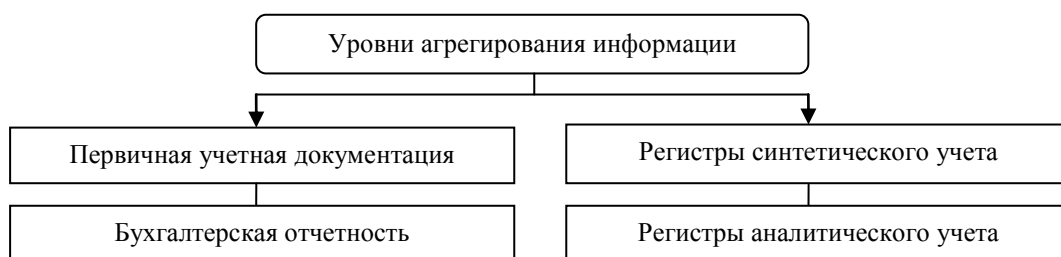 Уровни агрегирования информации
Первичная учетная документация
Регистры синтетического учета
Бухгалтерская отчетность
Регистры аналитического учета